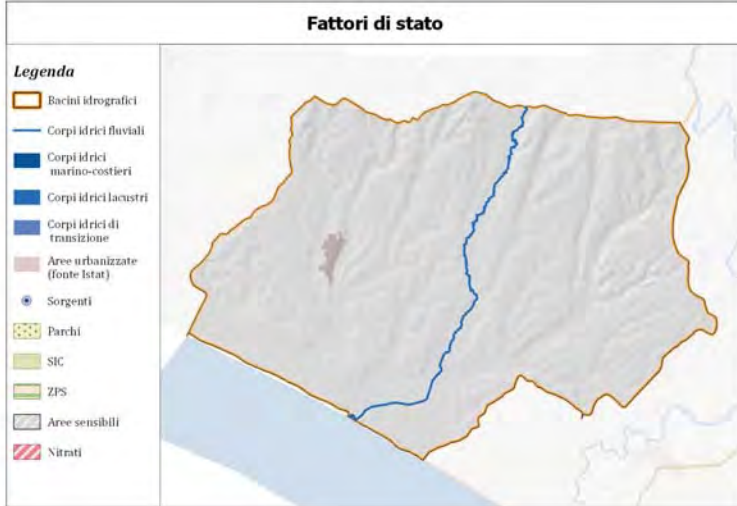 Fattori di stato
Legenda
Bacini idrografici
Corpi idrici fluviali
Corpi idrici
marino-costieri
Corpi idrici lacustri
Corpi idrici di
transizione
Aree urbanizzate
(fonte Istat)
Sorgenti
Parchi
SIC
ZPS
Aree sensibili
Nitrati